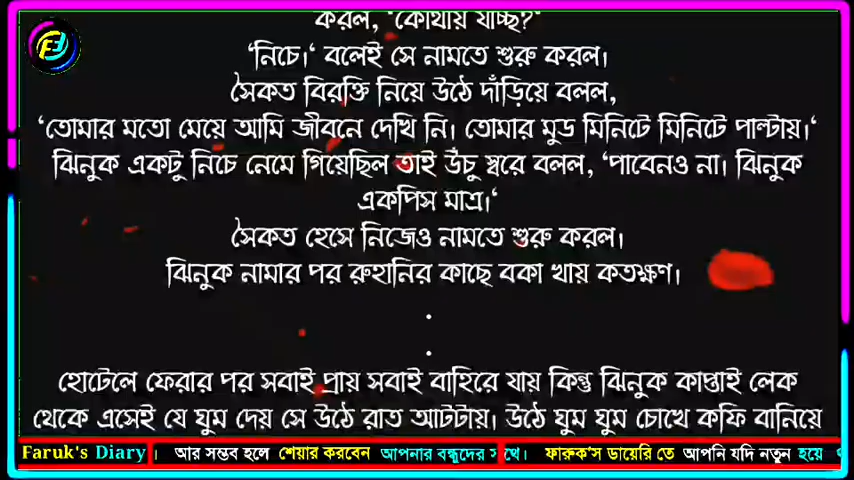 করল, 'কোথায় যাচ্ছ?'
'নিচে।' বলেই সে নামতে শুরু করল।
সৈকত বিরক্তি নিয়ে উঠে দাঁড়িয়ে বলল,
'তোমার মতো মেয়ে আমি জীবনে দেখি নি। তোমার মুড মিনিটে মিনিটে পাল্টায়।'
ঝিনুক একটু নিচে নেমে গিয়েছিল তাই উঁচু স্বরে বলল, 'পাবেনও না। ঝিনুক
একপিস মাত্র।'
সৈকত হেসে নিজেও নামতে শুরু করল।
ঝিনুক নামার পর রুহানির কাছে বকা খায় কতক্ষণ।
.
.
হোটেলে ফেরার পর সবাই প্রায় সবাই বাহিরে যায় কিন্তু ঝিনুক কাপ্তাই লেক
থেকে এসেই যে ঘুম দেয় সে উঠে রাত আটটায়। উঠে ঘুম ঘুম চোখে কফি বানিয়ে
Faruk's Diary। আর সম্ভব হলে শেয়ার করবেন আপনার বন্ধুদের সাথে। ফারুক'স ডায়েরি তে আপনি যদি নতুন হয়ে